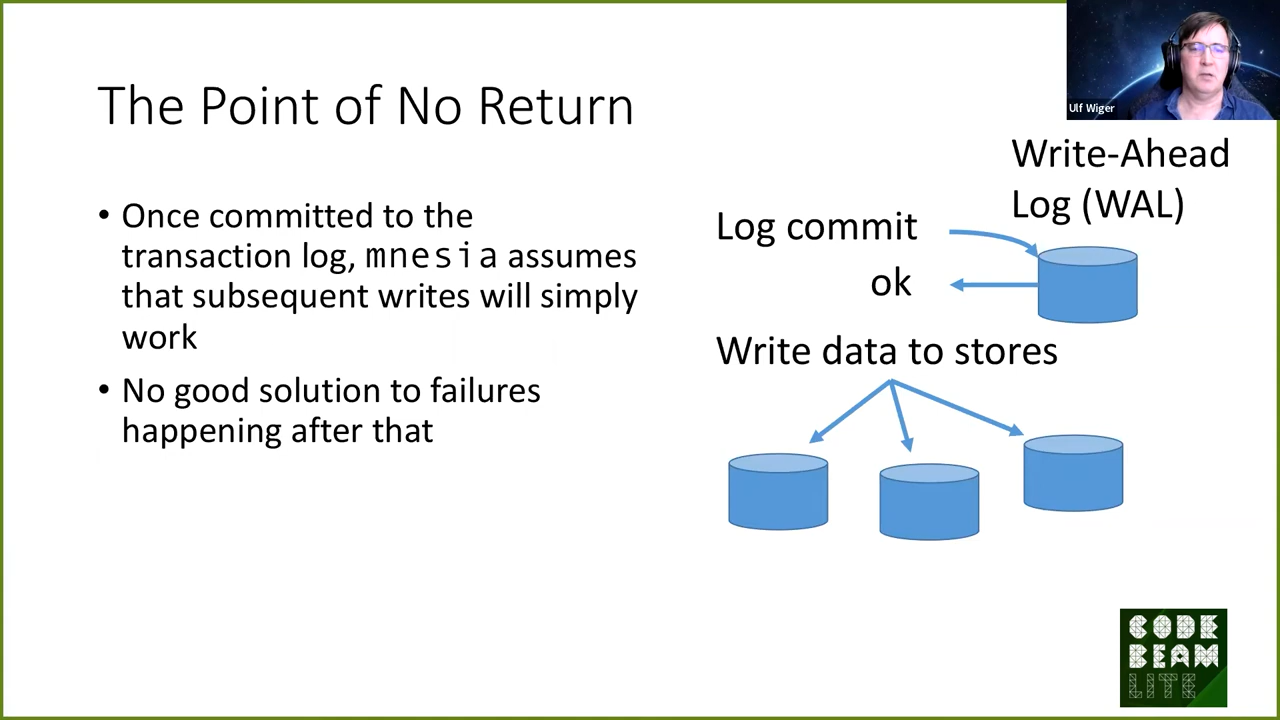 Ulf Wiger
The Point of No Return
• Once committed to the
transaction log, mnesia assumes
that subsequent writes will simply
work
• No good solution to failures
happening after that
Write-Ahead
Log (WAL)
Log commit
ok
Write data to stores
CODE
BEAM
LITE